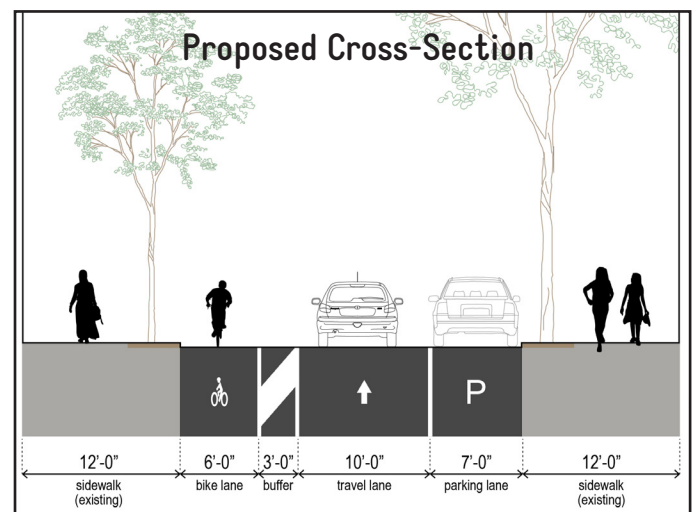 Proposed Cross-Section
P
12'-0"
6'-0"
3'-0"
10'-0"
7'-0"
12'-0"
sidewalk
(existing)
bike lane
buffer
travel lane
parking lane
sidewalk
(existing)